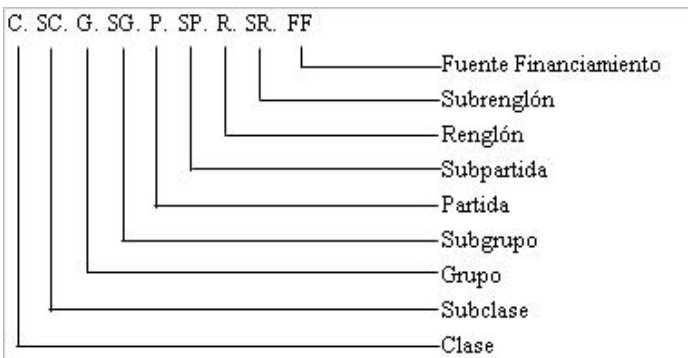 C. SC. G. SG. P. SP. R. SR. FF
Fuente Financiamiento
Subrenglón
Renglón
Subpartida
Partida
Subgrupo
Grupo
Subclase
Clase